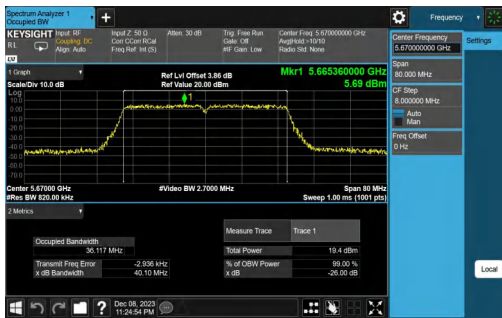 Spectrum Analyzer 1
Occupied BW
Frequency
KEYSIGHT
RL
Input: RF
Coupling: DC
Align: Auto
Input Z: 50 Ω
Corr CCorr RCal
Freq Ref: Int (S)
Atten: 30 dB
Trig: Free Run
Gate: Off
#IF Gain: Low
Center Freq: 5.670000000 GHz
Avg|Hold:>10/10
Radio Std: None
LM
1 Graph
Scale/Div 10.0 dB
Ref Lvl Offset 3.86 dB
Ref Value 20.00 dBm
Mkr1 5.665360000 GHz
5.69 dBm
Log
10.0
0.00
-10.0
-20.0
-30.0
-40.0
-50.0
-60.0
-70.0
1
Center 5.67000 GHz
#Res BW 820.00 kHz
#Video BW 2.7000 MHz
Span 80 MHz
Sweep 1.00 ms (1001 pts)
2 Metrics
Measure Trace
Trace 1
Occupied Bandwidth
36.117 MHz
Total Power
19.4 dBm
Transmit Freq Error
-2.936 kHz
% of OBW Power
99.00 %
x dB Bandwidth
40.10 MHz
x dB
-26.00 dB
Center Frequency
5.670000000 GHz
Settings
Span
80.000 MHz
CF Step
8.000000 MHz
Auto
Man
Freq Offset
0 Hz
Local
?
Dec 08, 2023
11:24:54 PM